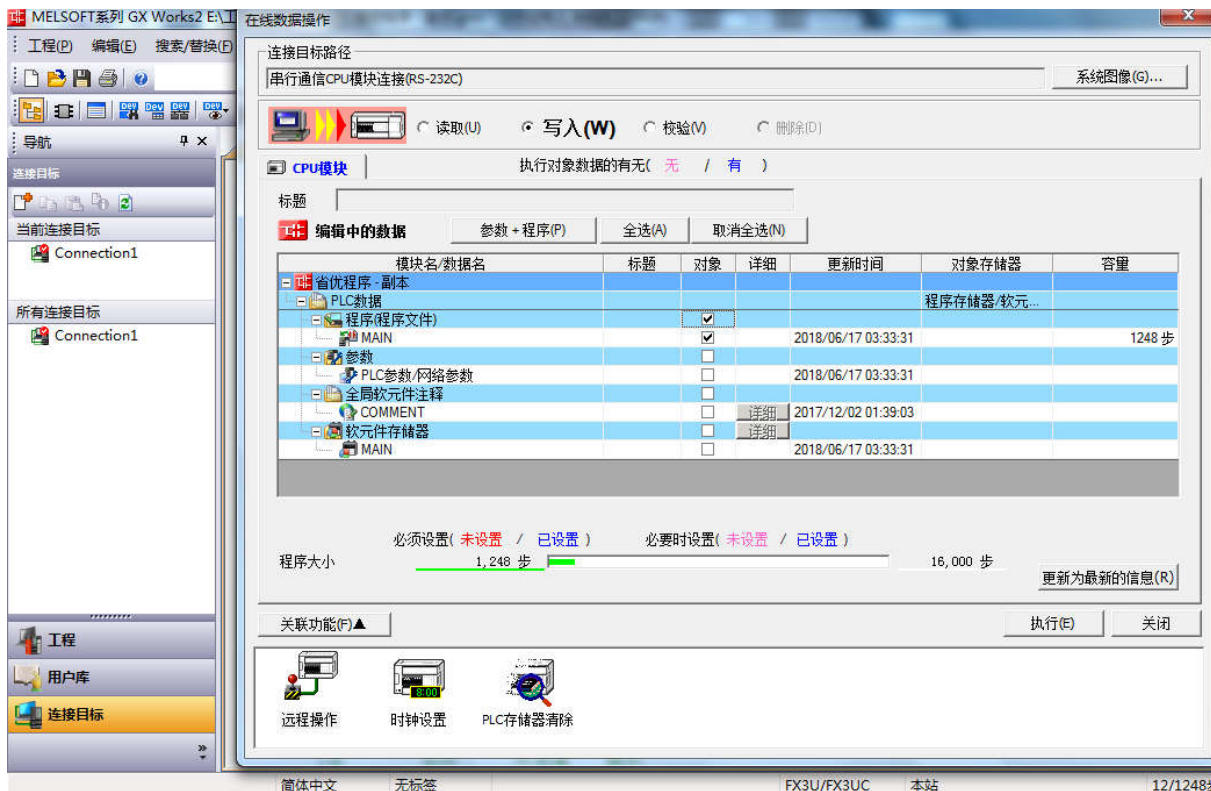 MELSOFT系列 GX Works2 E:\工
在线数据操作
工程(P) 编辑(E) 搜索/替换(F)
连接目标路径
串行通信CPU模块连接(RS-232C)
系统图像(G)...
读取(U) 写入(W) 校验(V) 删除(D)
导航
连接目标
当前连接目标
Connection1
所有连接目标
Connection1
CPU模块
执行对象数据的有无( 无 / 有 )
标题
编辑中的数据 参数+程序(P) 全选(A) 取消全选(N)
模块名/数据名 标题 对象 详细 更新时间 对象存储器 容量
省优程序-副本
PLC数据 程序存储器/软元...
程序(程序文件)
MAIN 2018/06/17 03:33:31 1248 步
参数
PLC参数/网络参数 2018/06/17 03:33:31
全局软元件注释
COMMENT 详细 2017/12/02 01:39:03
软元件存储器 详细
MAIN 2018/06/17 03:33:31
必须设置( 未设置 / 已设置 ) 必要时设置( 未设置 / 已设置 )
程序大小 1,248 步 16,000 步
更新为最新的信息(R)
关联功能(F)▲ 执行(E) 关闭
远程操作 时钟设置 PLC存储器清除
工程
用户库
连接目标
简体中文 无标签 FX3U/FX3UC 本站 12/1248步